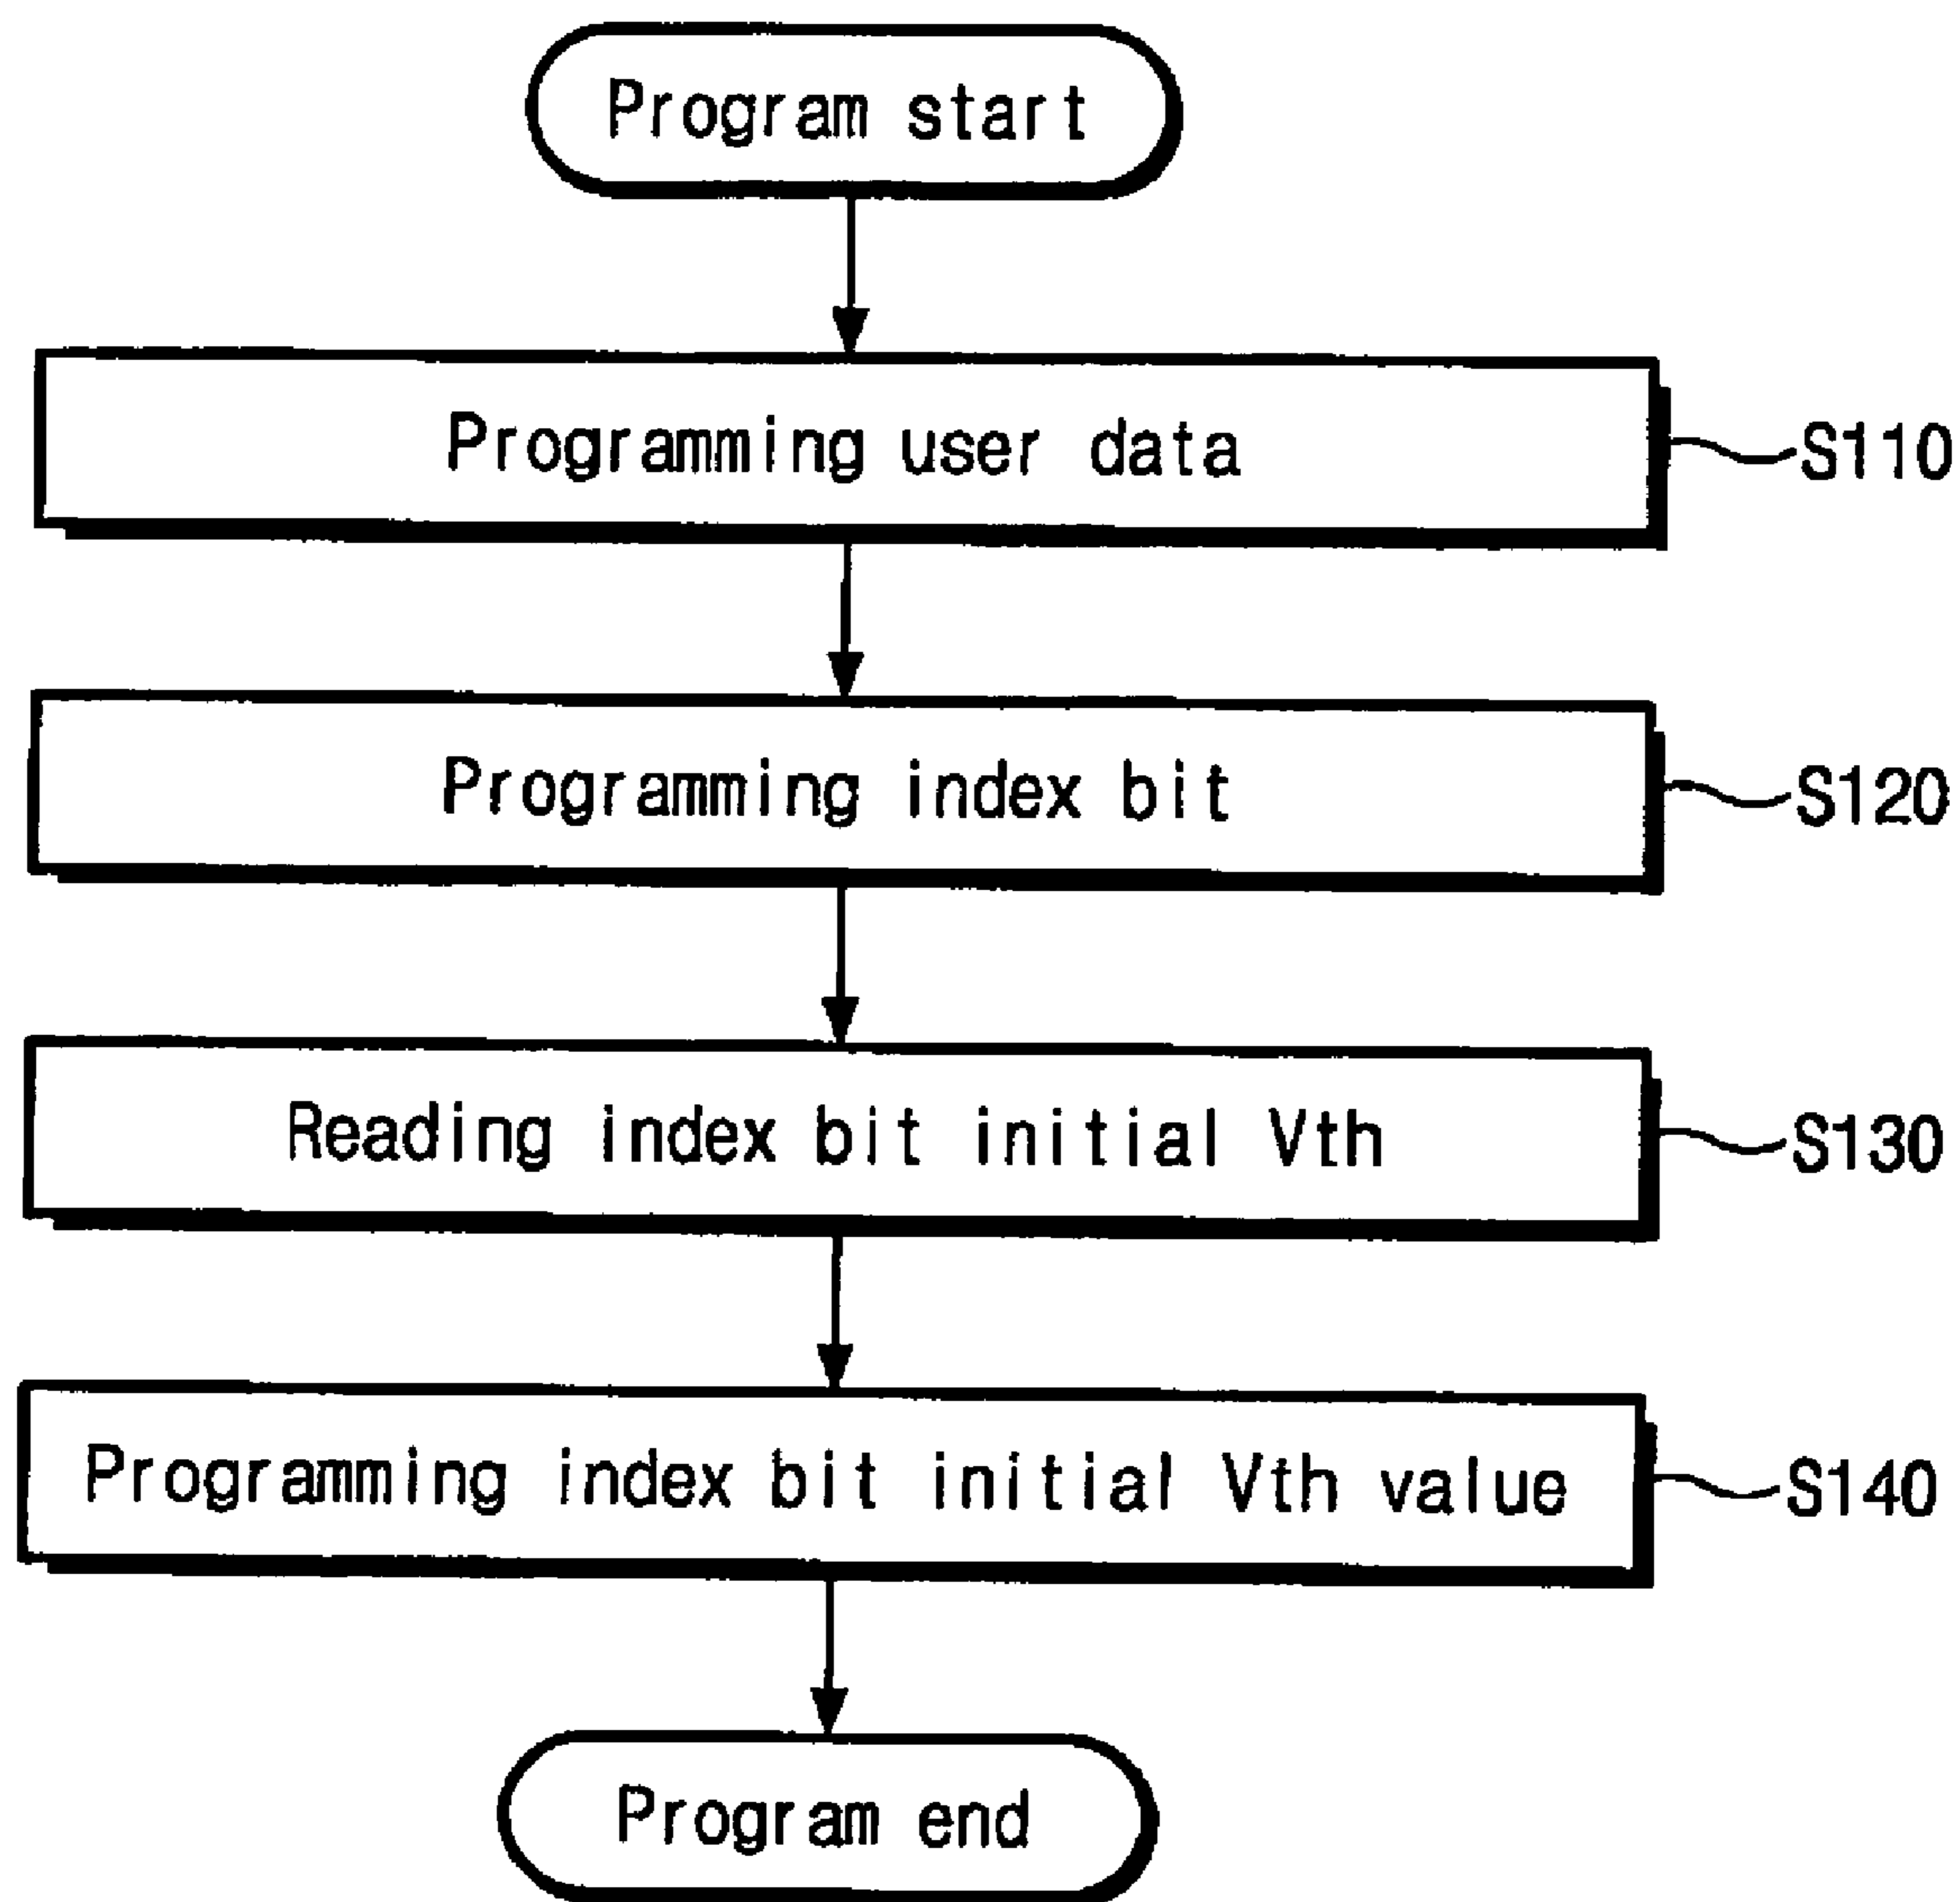 Program start
Programming user data
S110
Programming index bit
S120
Reading index bit initial Vth
S130
Programming index bit initial Vth value
S140
Program end